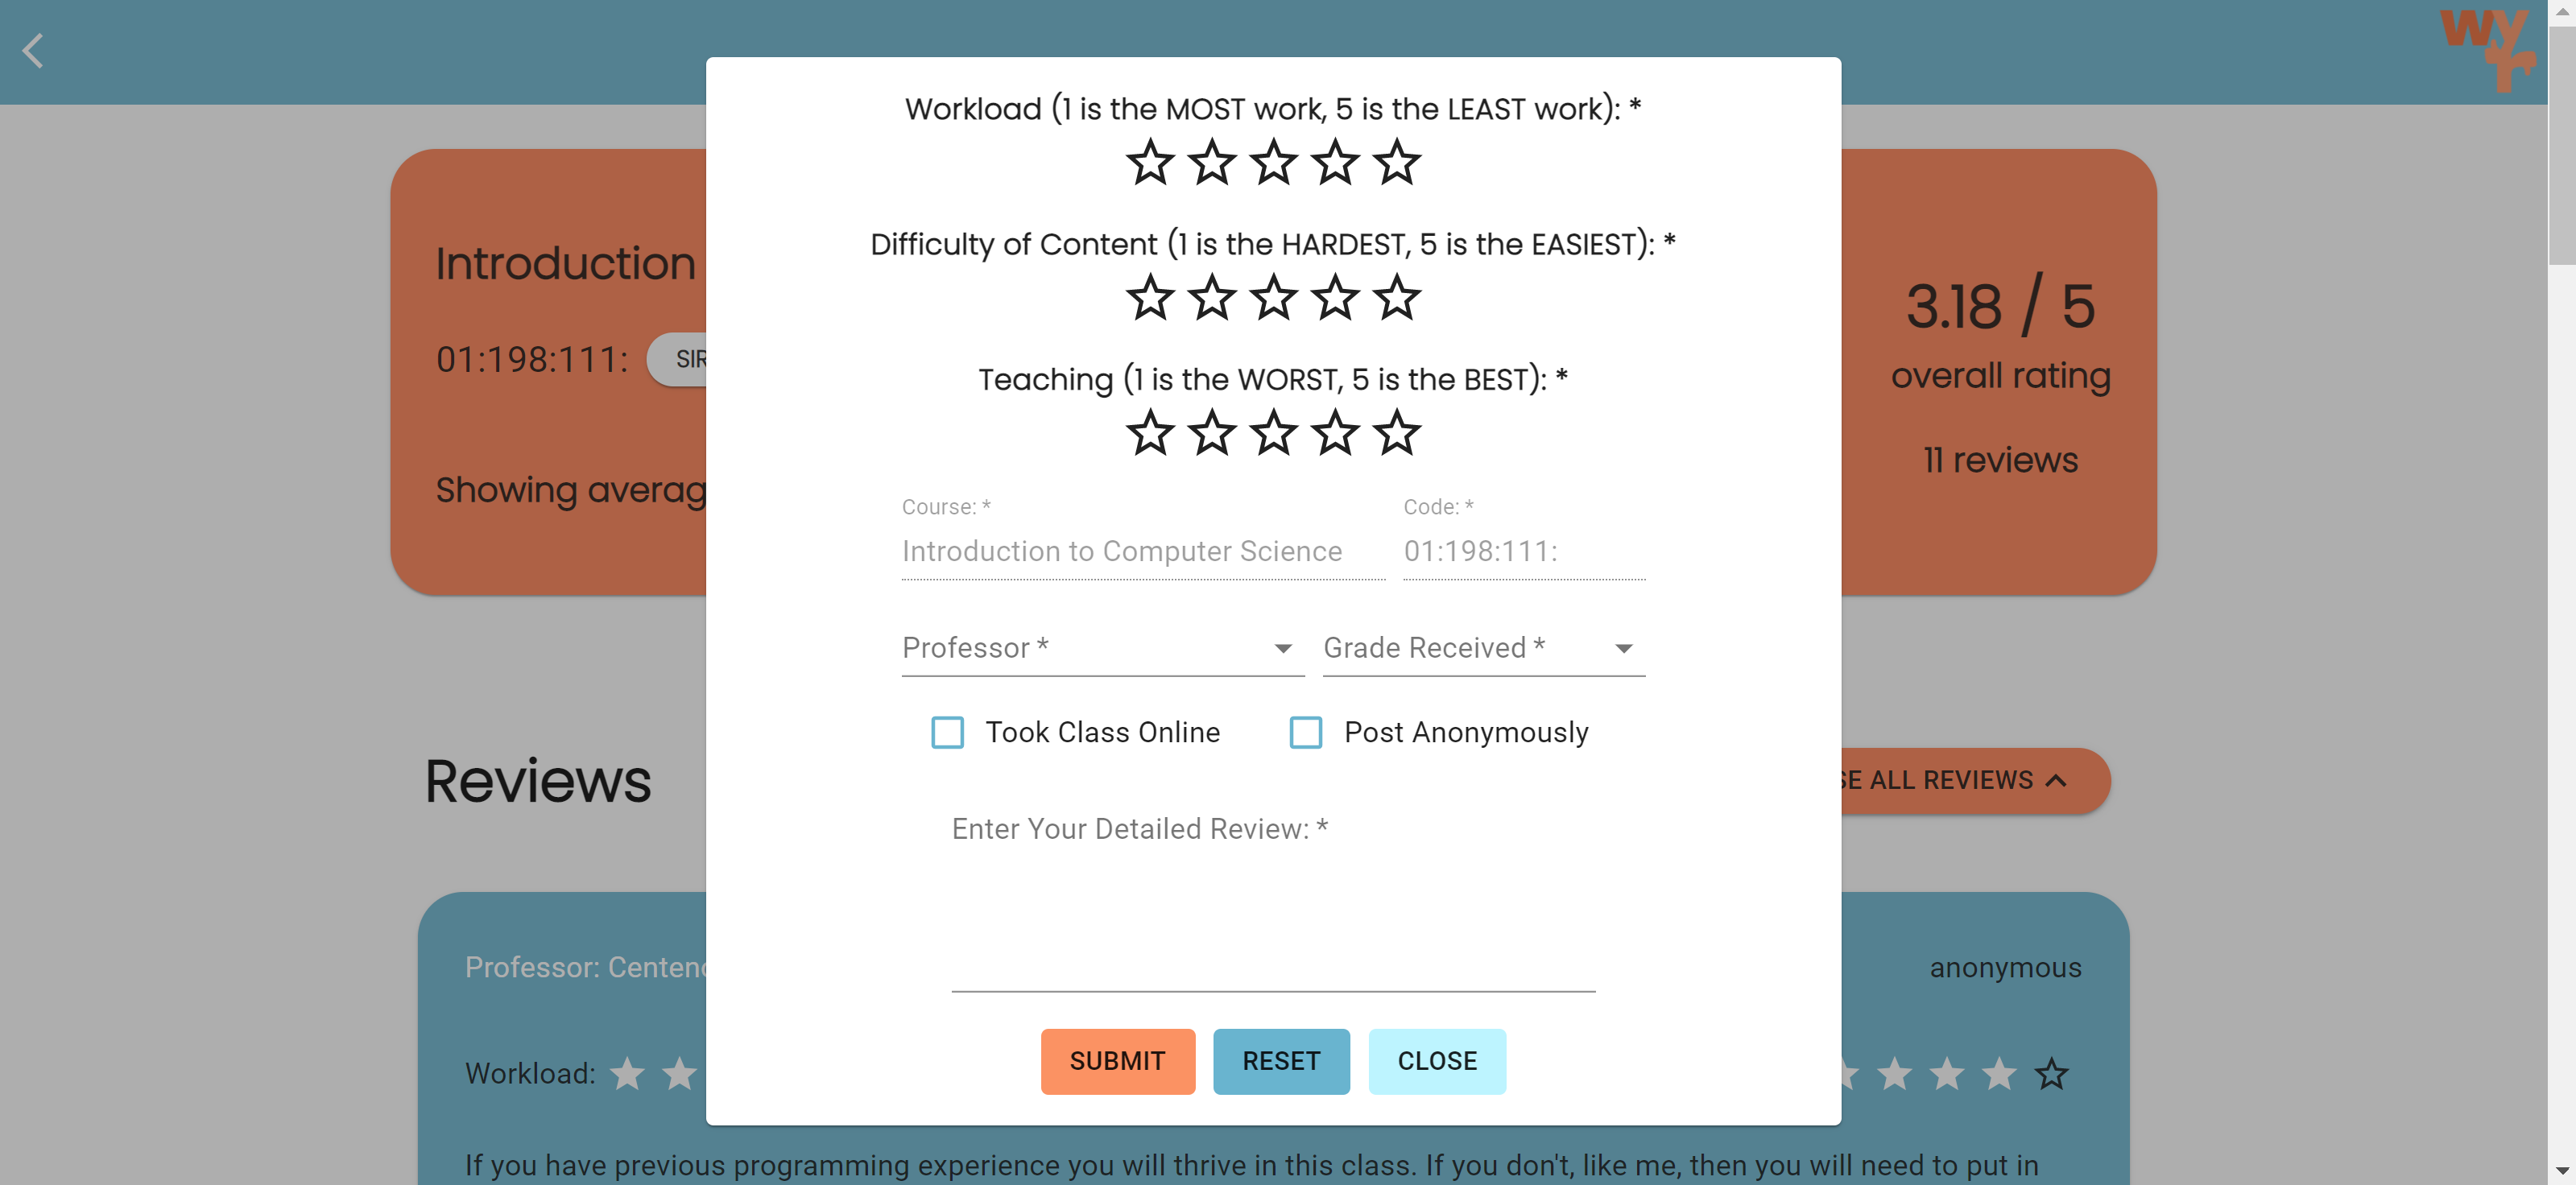 wy
r
Workload (1 is the MOST work, 5 is the LEAST work): *
Difficulty of Content (1 is the HARDEST, 5 is the EASIEST): *
Teaching (1 is the WORST, 5 is the BEST): *
Course: * Code: *
Introduction to Computer Science 01:198:111:
Professor * Grade Received *
Took Class Online Post Anonymously
Enter Your Detailed Review: *
SUBMIT RESET CLOSE
Introduction
01:198:111: SIR
Showing averag
3.18 / 5
overall rating
11 reviews
Reviews
SE ALL REVIEWS
Professor: Centeno
anonymous
Workload:
If you have previous programming experience you will thrive in this class. If you don't, like me, then you will need to put in